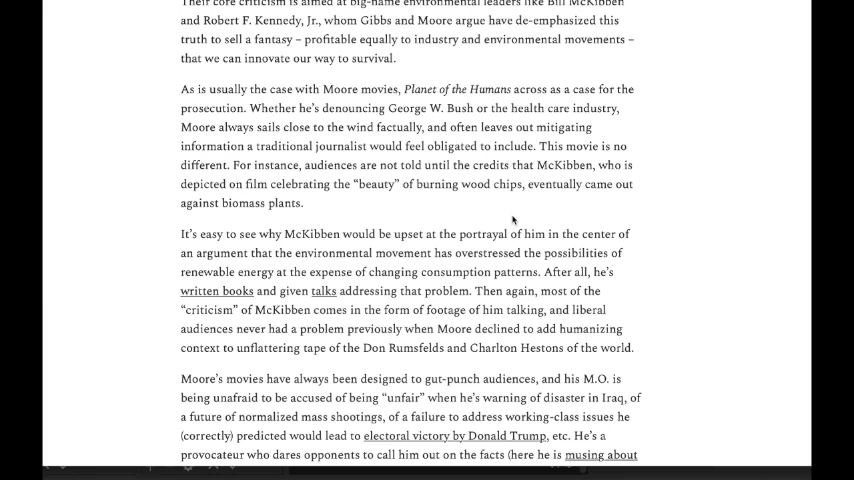 Their core criticism is aimed at big-name environmental leaders like Bill McKibben
and Robert F. Kennedy, Jr., whom Gibbs and Moore argue have de-emphasized this
truth to sell a fantasy – profitable equally to industry and environmental movements –
that we can innovate our way to survival.
As is usually the case with Moore movies, Planet of the Humans across as a case for the
prosecution. Whether he’s denouncing George W. Bush or the health care industry,
Moore always sails close to the wind factually, and often leaves out mitigating
information a traditional journalist would feel obligated to include. This movie is no
different. For instance, audiences are not told until the credits that McKibben, who is
depicted on film celebrating the “beauty” of burning wood chips, eventually came out
against biomass plants.
It’s easy to see why McKibben would be upset at the portrayal of him in the center of
an argument that the environmental movement has overstressed the possibilities of
renewable energy at the expense of changing consumption patterns. After all, he’s
written books and given talks addressing that problem. Then again, most of the
“criticism” of McKibben comes in the form of footage of him talking, and liberal
audiences never had a problem previously when Moore declined to add humanizing
context to unflattering tape of the Don Rumsfelds and Charlton Hestons of the world.
Moore’s movies have always been designed to gut-punch audiences, and his M.O. is
being unafraid to be accused of being “unfair” when he’s warning of disaster in Iraq, of
a future of normalized mass shootings, of a failure to address working-class issues he
(correctly) predicted would lead to electoral victory by Donald Trump, etc. He’s a
provocateur who dares opponents to call him out on the facts (here he is musing about